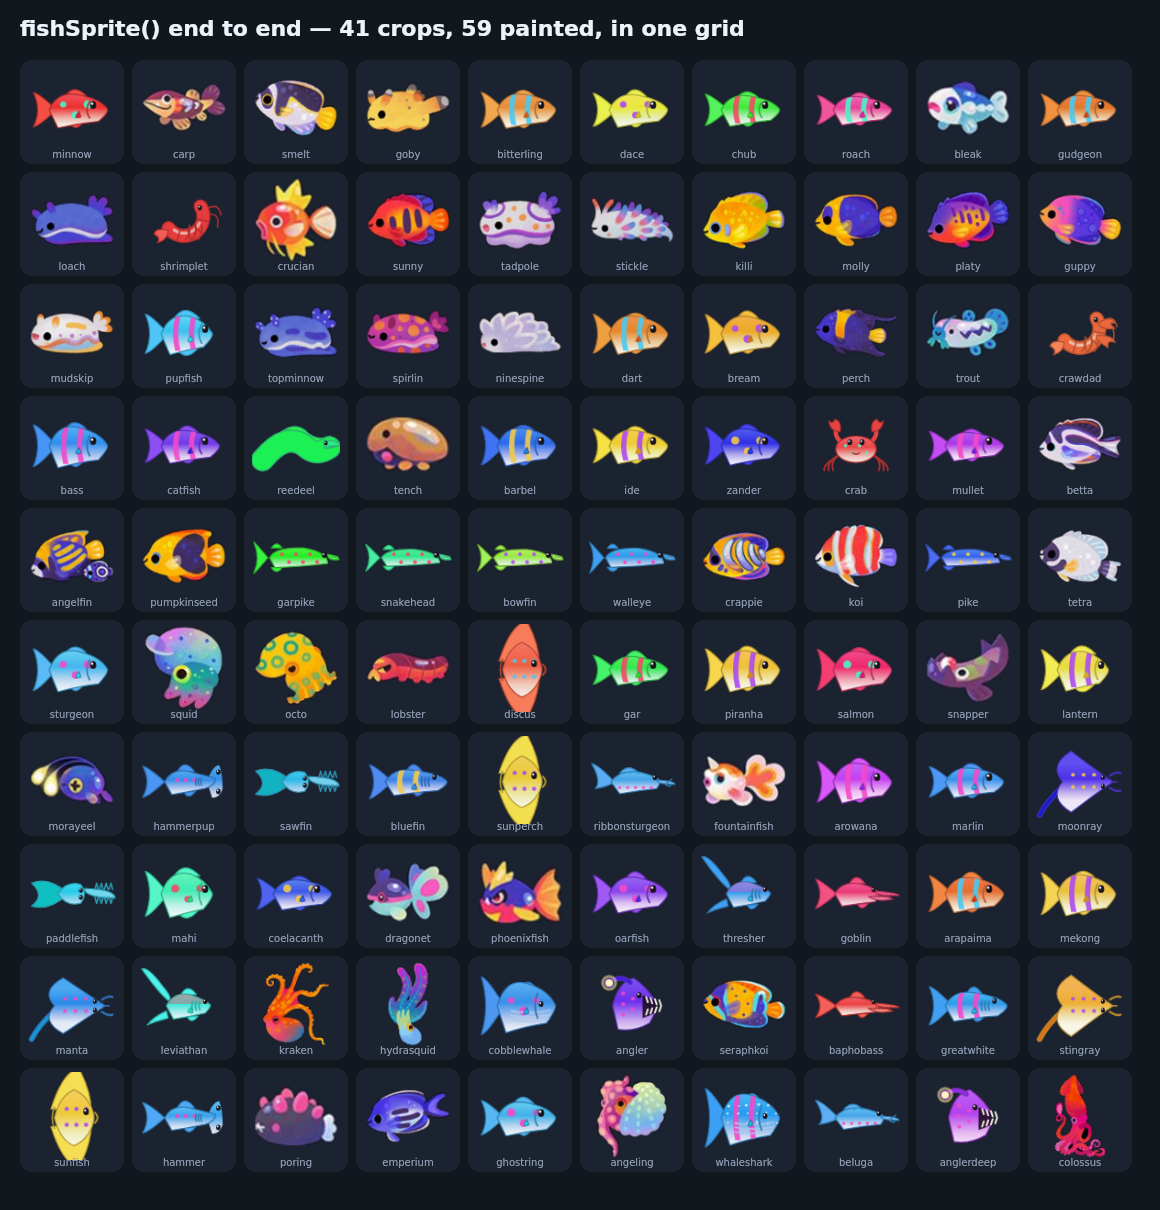 fishSprite() end to end — 41 crops, 59 painted, in one grid
minnow carp smelt goby bitterling dace chub roach bleak gudgeon
loach shrimplet crucian sunny tadpole stickle killi molly platy guppy
mudskip pupfish topminnow spirlin ninespine dart bream perch trout crawdad
bass catfish reedeel tench barbel ide zander crab mullet betta
angelfin pumpkinseed garpike snakehead bowfin walleye crappie koi pike tetra
sturgeon squid octo lobster discus gar piranha salmon snapper lantern
morayeel hammerpup sawfin bluefin sunperch ribbonsturgeon fountainfish arowana marlin moonray
paddlefish mahi coelacanth dragonet phoenixfish oarfish thresher goblin arapaima mekong
manta leviathan kraken hydrasquid cobblewhale angler seraphkoi baphobass greatwhite stingray
sunfish hammer poring emperium ghostring angeling whaleshark beluga anglerdeep colossus